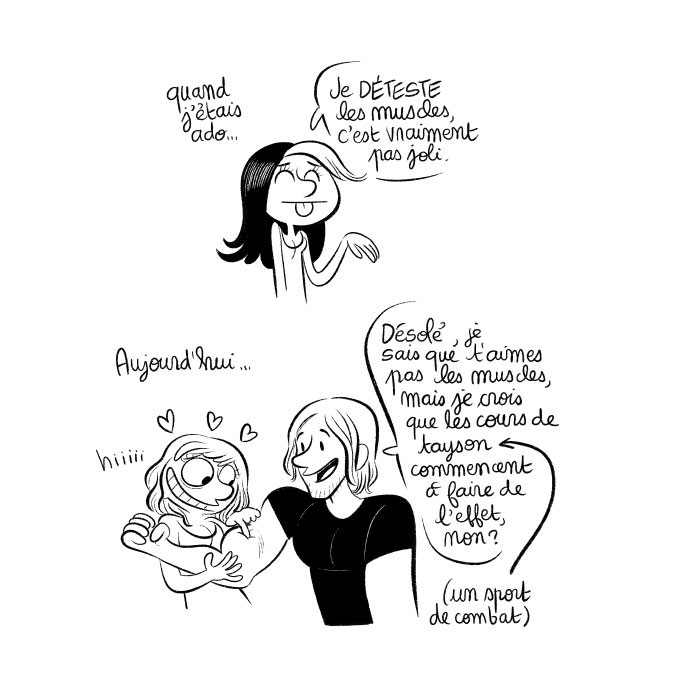 quand
j'étais
ado...
Je DÉTESTE
les muscles,
c'est vraiment
pas joli.
Aujourd'hui...
hiiiii
Désolé, je
sais que t'aimes
pas les muscles,
mais je crois
que les cours de
tayson
commencent
à faire de
l'effet,
non?
(un sport
de combat)